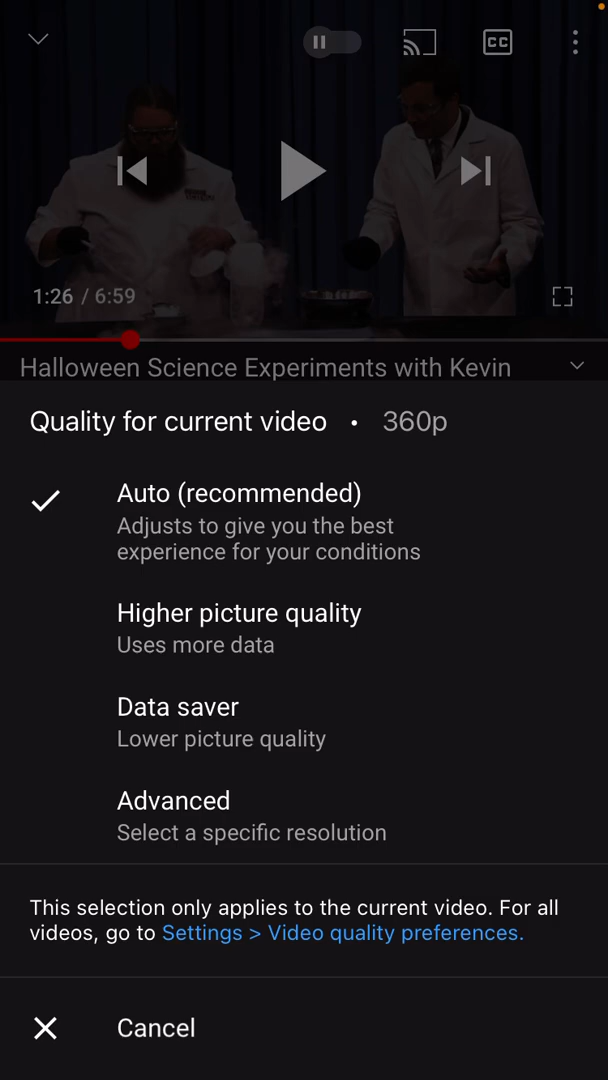 CC
1:26 / 6:59
Halloween Science Experiments with Kevin
Quality for current video • 360p
Auto (recommended)
Adjusts to give you the best
experience for your conditions
Higher picture quality
Uses more data
Data saver
Lower picture quality
Advanced
Select a specific resolution
This selection only applies to the current video. For all
videos, go to Settings > Video quality preferences.
Cancel